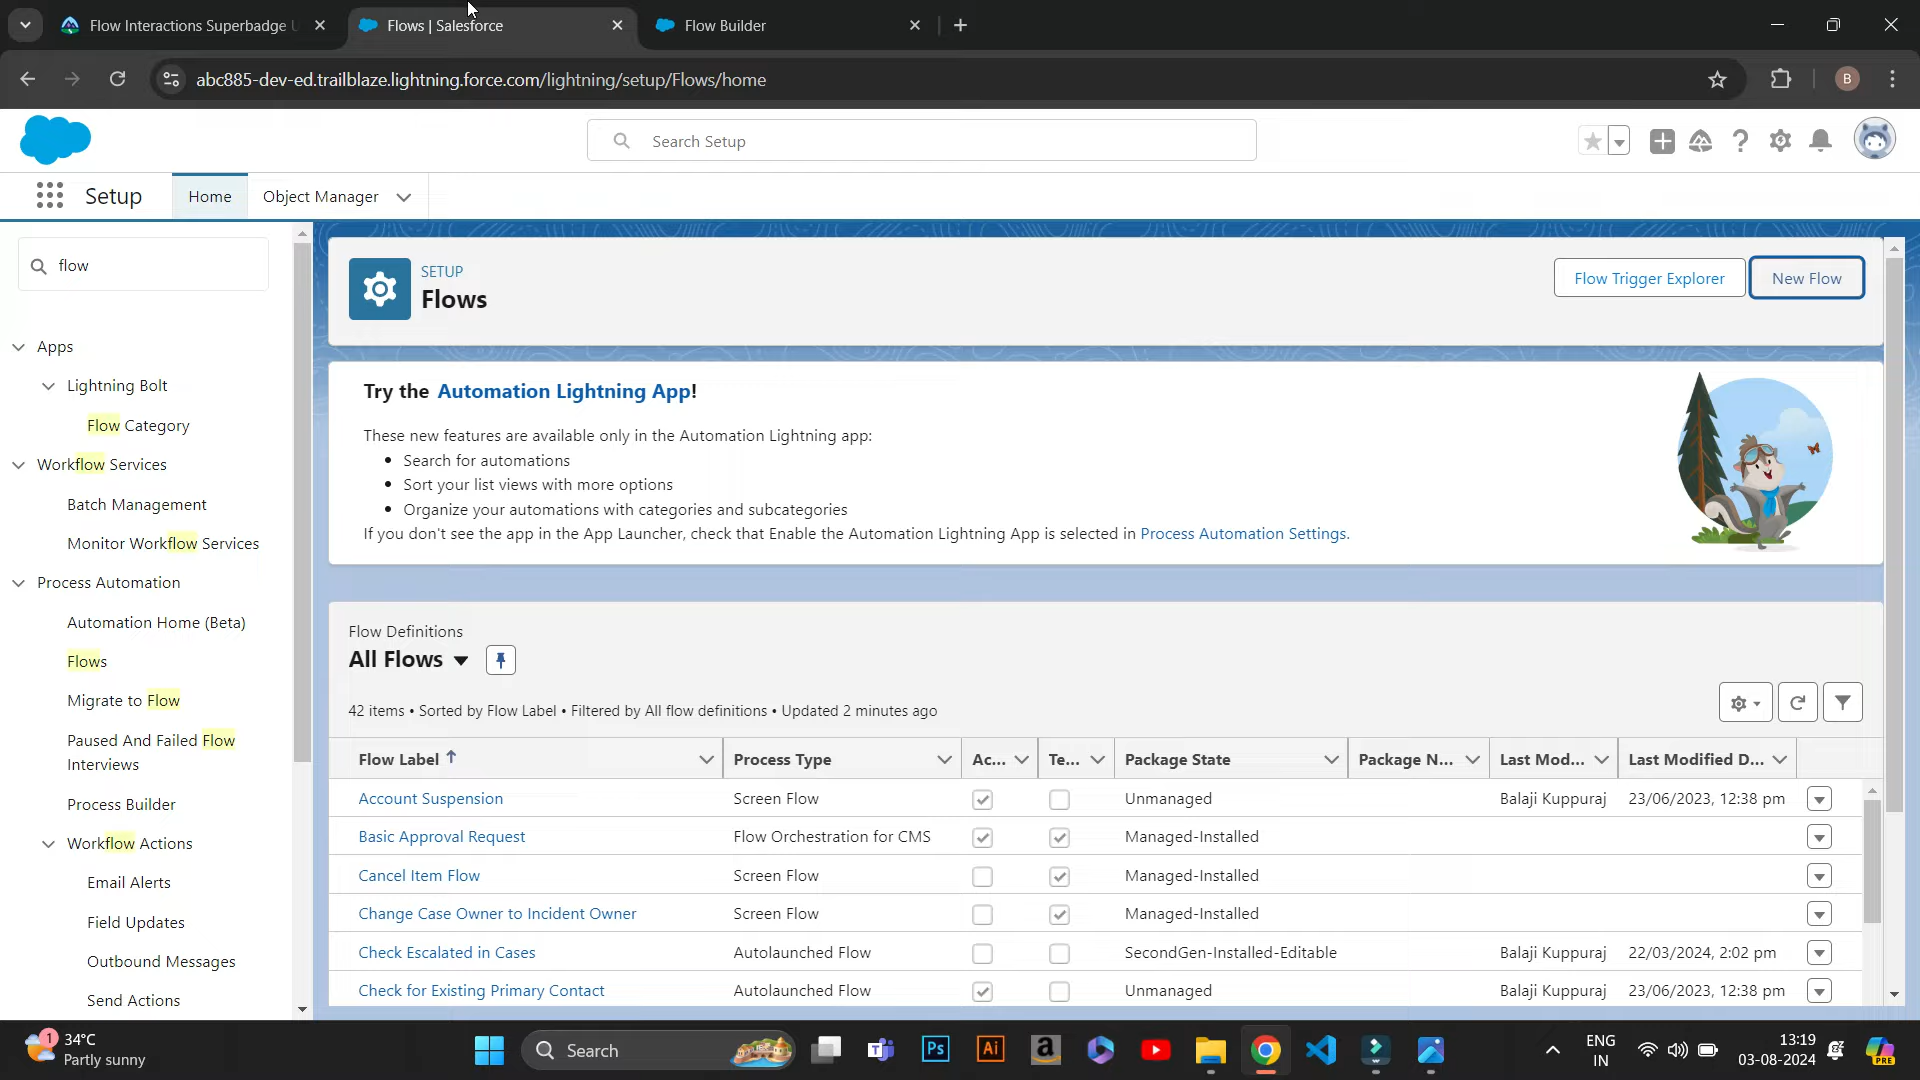 Flow Interactions Superbadge U
Flows | Salesforce
Flow Builder
abc885-dev-ed.trailblaze.lightning.force.com/lightning/setup/Flows/home
B
Search Setup
Setup
Home
Object Manager
flow
Apps
Lightning Bolt
Flow Category
Workflow Services
Batch Management
Monitor Workflow Services
Process Automation
Automation Home (Beta)
Flows
Migrate to Flow
Paused And Failed Flow
Interviews
Process Builder
Workflow Actions
Email Alerts
Field Updates
Outbound Messages
Send Actions
SETUP
Flows
Flow Trigger Explorer
New Flow
Try the Automation Lightning App!
These new features are available only in the Automation Lightning app:
• Search for automations
• Sort your list views with more options
• Organize your automations with categories and subcategories
If you don't see the app in the App Launcher, check that Enable the Automation Lightning App is selected in Process Automation Settings.
Flow Definitions
All Flows
42 items • Sorted by Flow Label • Filtered by All flow definitions • Updated 2 minutes ago
Flow Label Process Type Ac... Te... Package State Package N... Last Mod... Last Modified D...
Account Suspension Screen Flow Unmanaged Balaji Kuppuraj 23/06/2023, 12:38 pm
Basic Approval Request Flow Orchestration for CMS Managed-Installed
Cancel Item Flow Screen Flow Managed-Installed
Change Case Owner to Incident Owner Screen Flow Managed-Installed
Check Escalated in Cases Autolaunched Flow SecondGen-Installed-Editable Balaji Kuppuraj 22/03/2024, 2:02 pm
Check for Existing Primary Contact Autolaunched Flow Unmanaged Balaji Kuppuraj 23/06/2023, 12:38 pm
1
34°C
Partly sunny
Search
Ps
Ai
a
ENG
IN
13:19
03-08-2024
PRE